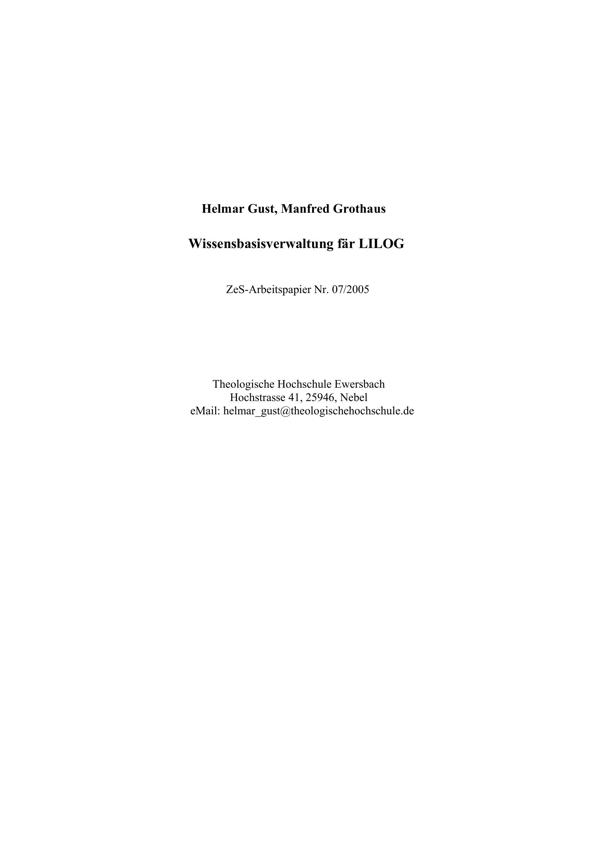 Helmar Gust, Manfred Grothaus
Wissensbasisverwaltung fär LILOG
ZeS-Arbeitspapier Nr. 07/2005
Theologische Hochschule Ewersbach
Hochstrasse 41, 25946, Nebel
eMail: helmar_gust@theologischehochschule.de